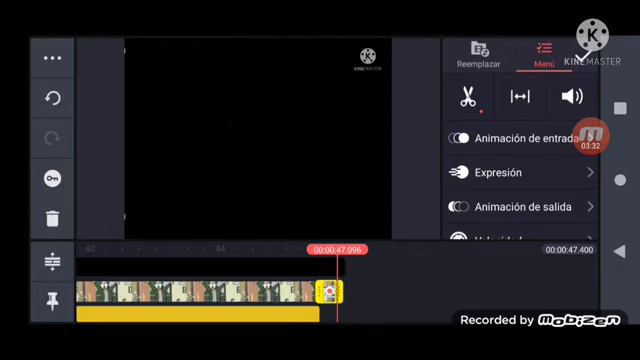 KINEMASTER
Reemplazar
Menú
KINEMASTER
Animación de entrada
03:32
Expresión
Animación de salida
40
44
00:00:47.096
00:00:47.400
Recorded by mobizen